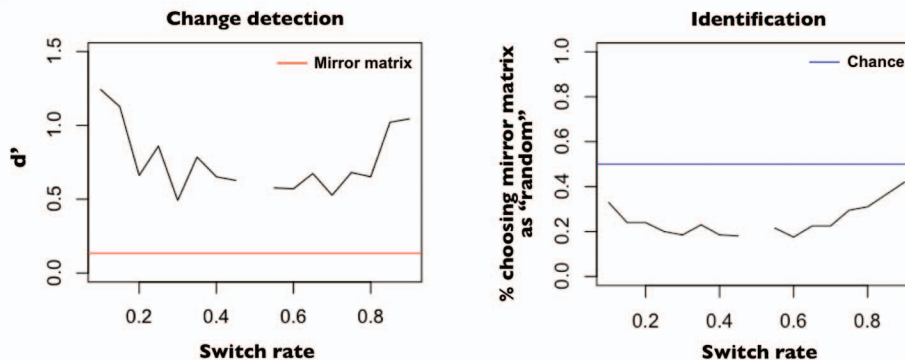 Change detection
Mirror matrix
d'
1.5
1.0
0.5
0.0
0.2
0.4
0.6
0.8
Switch rate
Identification
Chance
% choosing mirror matrix
as "random"
1.0
0.8
0.6
0.4
0.2
0.0
0.2
0.4
0.6
0.8
Switch rate